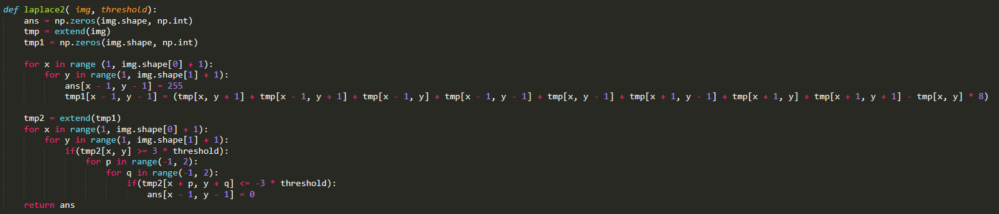 def laplace2( img, threshold):
    ans = np.zeros(img.shape, np.int)
    tmp = extend(img)
    tmp1 = np.zeros(img.shape, np.int)

    for x in range (1, img.shape[0] + 1):
        for y in range(1, img.shape[1] + 1):
            ans[x - 1, y - 1] = 255
            tmp1[x - 1, y - 1] = (tmp[x, y + 1] + tmp[x - 1, y + 1] + tmp[x - 1, y] + tmp[x - 1, y - 1] + tmp[x, y - 1] + tmp[x + 1, y - 1] + tmp[x + 1, y] + tmp[x + 1, y + 1] - tmp[x, y] * 8)

    tmp2 = extend(tmp1)
    for x in range(1, img.shape[0] + 1):
        for y in range(1, img.shape[1] + 1):
            if(tmp2[x, y] >= 3 * threshold):
                for p in range(-1, 2):
                    for q in range(-1, 2):
                        if(tmp2[x + p, y + q] <= -3 * threshold):
                            ans[x - 1, y - 1] = 0
    return ans